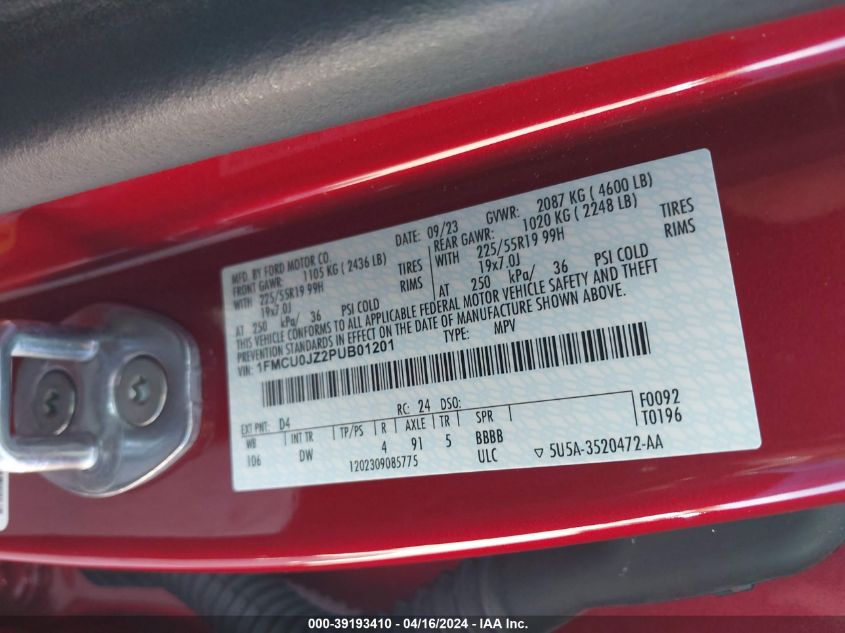 MFD. BY FORD MOTOR CO.
DATE: 09/23 GVWR: 2087 KG ( 4600 LB)
FRONT GAWR: 1105 KG ( 2436 LB) REAR GAWR: 1020 KG ( 2248 LB)
WITH 225/55R19 99H TIRES WITH 225/55R19 99H TIRES
19x7.0J RIMS 19x7.0J RIMS
AT 250 kPa/ 36 PSI COLD AT 250 kPa/ 36 PSI COLD
THIS VEHICLE CONFORMS TO ALL APPLICABLE FEDERAL MOTOR VEHICLE SAFETY AND THEFT
PREVENTION STANDARDS IN EFFECT ON THE DATE OF MANUFACTURE SHOWN ABOVE.
VIN: 1FMCU0JZ2PUB01201 TYPE: MPV
RC: 24 DSO: F0092
EXT PNT: D4 T0196
WB INT TR TP/PS R AXLE TR SPR
106 DW 4 91 5 BBBB
1202309085775 ULC ▽ 5U5A-3520472-AA
000-39193410 - 04/16/2024 - IAA Inc.